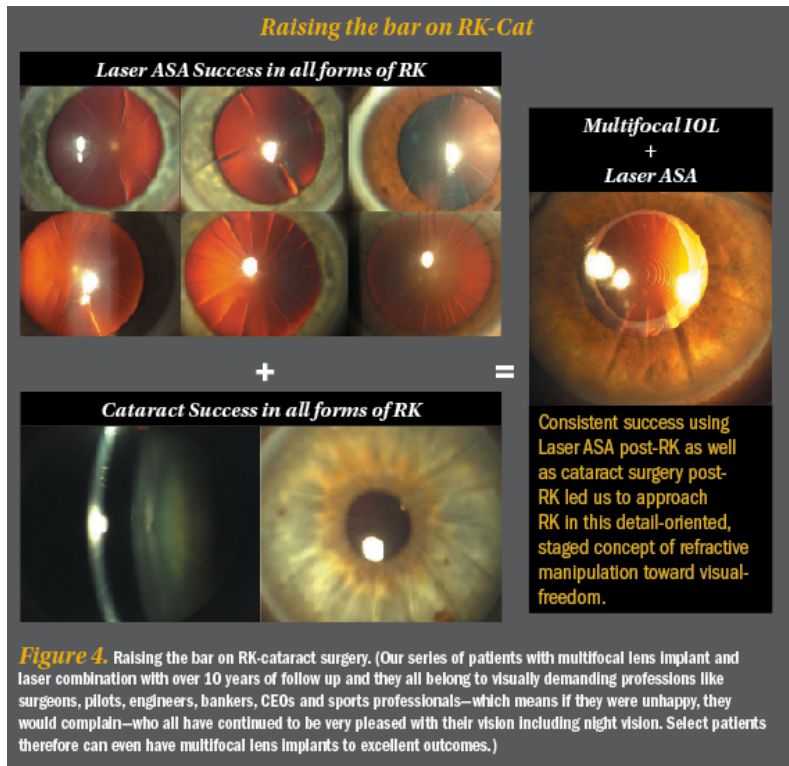 Raising the bar on RK-Cat
Laser ASA Success in all forms of RK
+
Cataract Success in all forms of RK
=
Multifocal IOL
+
Laser ASA
Consistent success using
Laser ASA post-RK as well
as cataract surgery post-
RK led us to approach
RK in this detail-oriented,
staged concept of refractive
manipulation toward visual-
freedom.
Figure 4. Raising the bar on RK-cataract surgery. (Our series of patients with multifocal lens implant and
laser combination with over 10 years of follow up and they all belong to visually demanding professions like
surgeons, pilots, engineers, bankers, CEOs and sports professionals—which means if they were unhappy, they
would complain—who all have continued to be very pleased with their vision including night vision. Select patients
therefore can even have multifocal lens implants to excellent outcomes.)